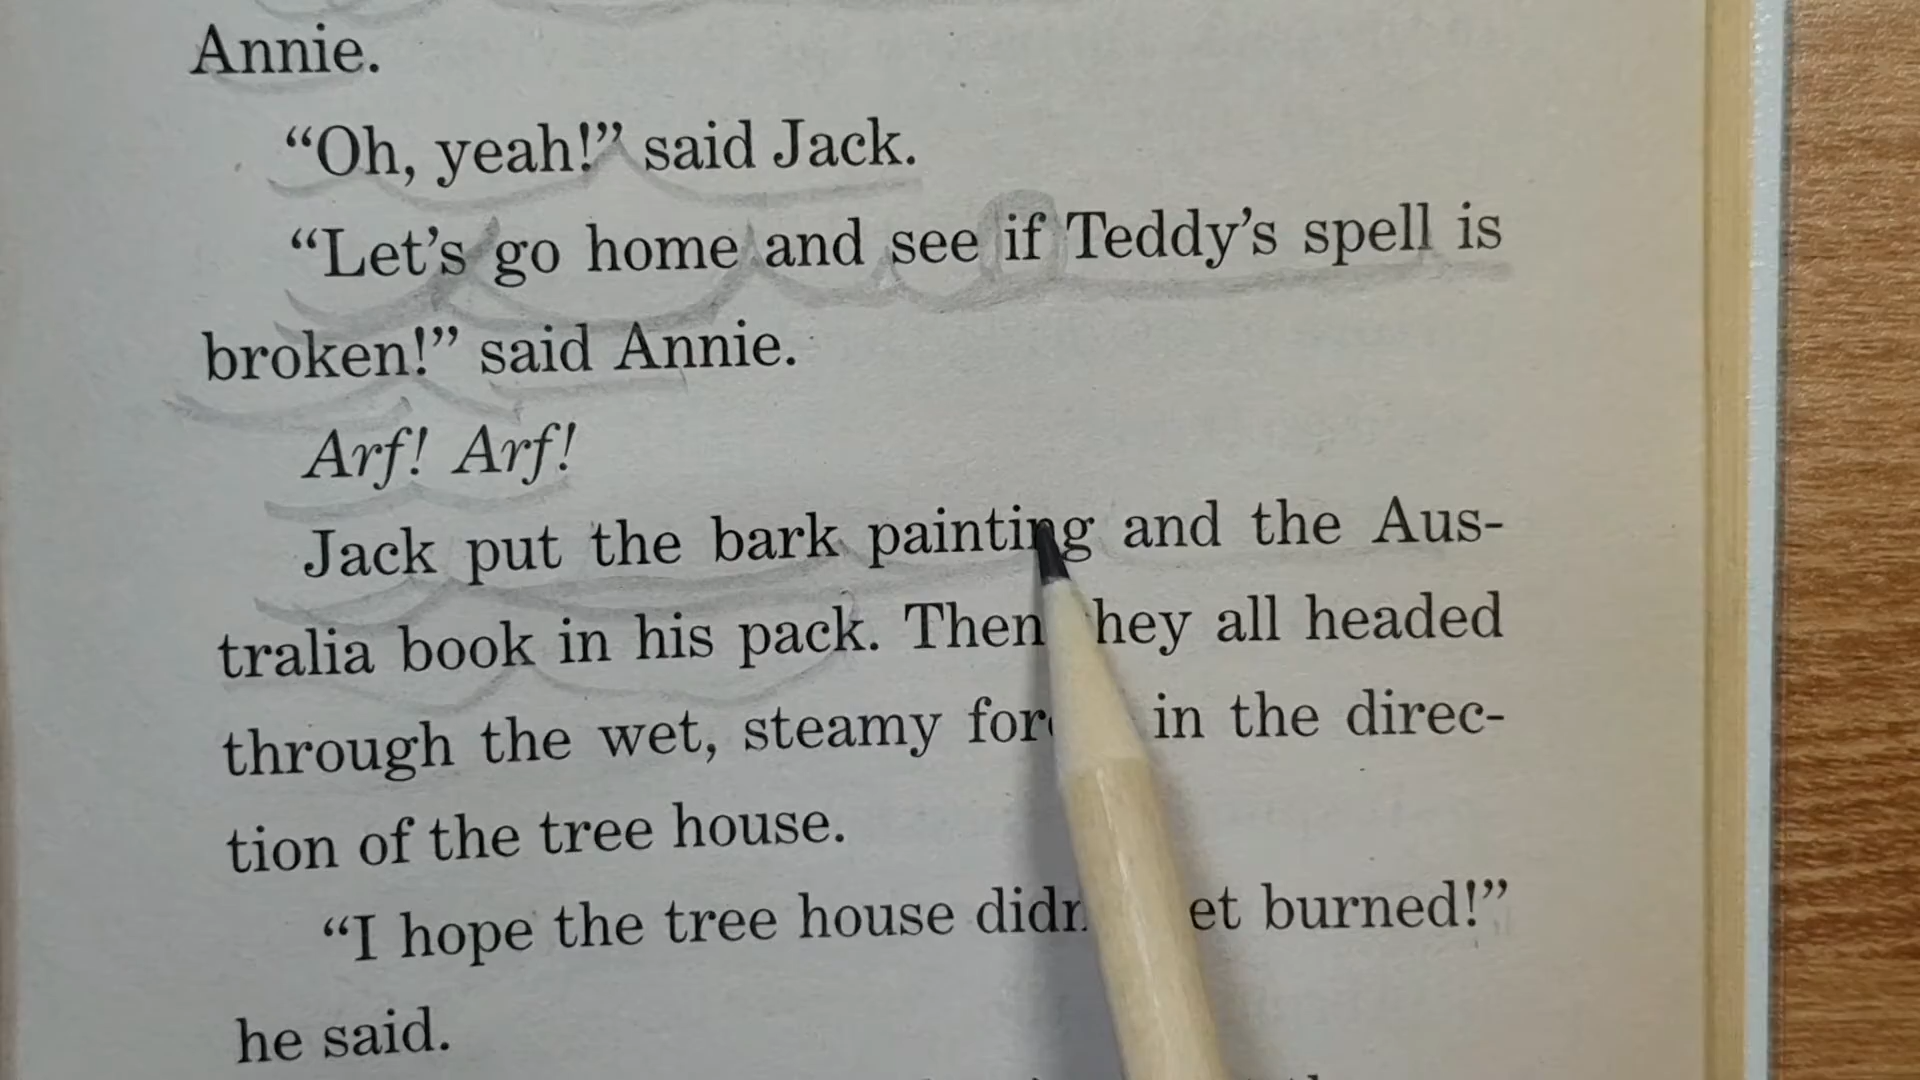 Annie.
“Oh, yeah!” said Jack.
“Let’s go home and see if Teddy’s spell is
broken!” said Annie.
Arf! Arf!
Jack put the bark painting and the Aus-
tralia book in his pack. Then hey all headed
through the wet, steamy for in the direc-
tion of the tree house.
“I hope the tree house et burned!”
he said.